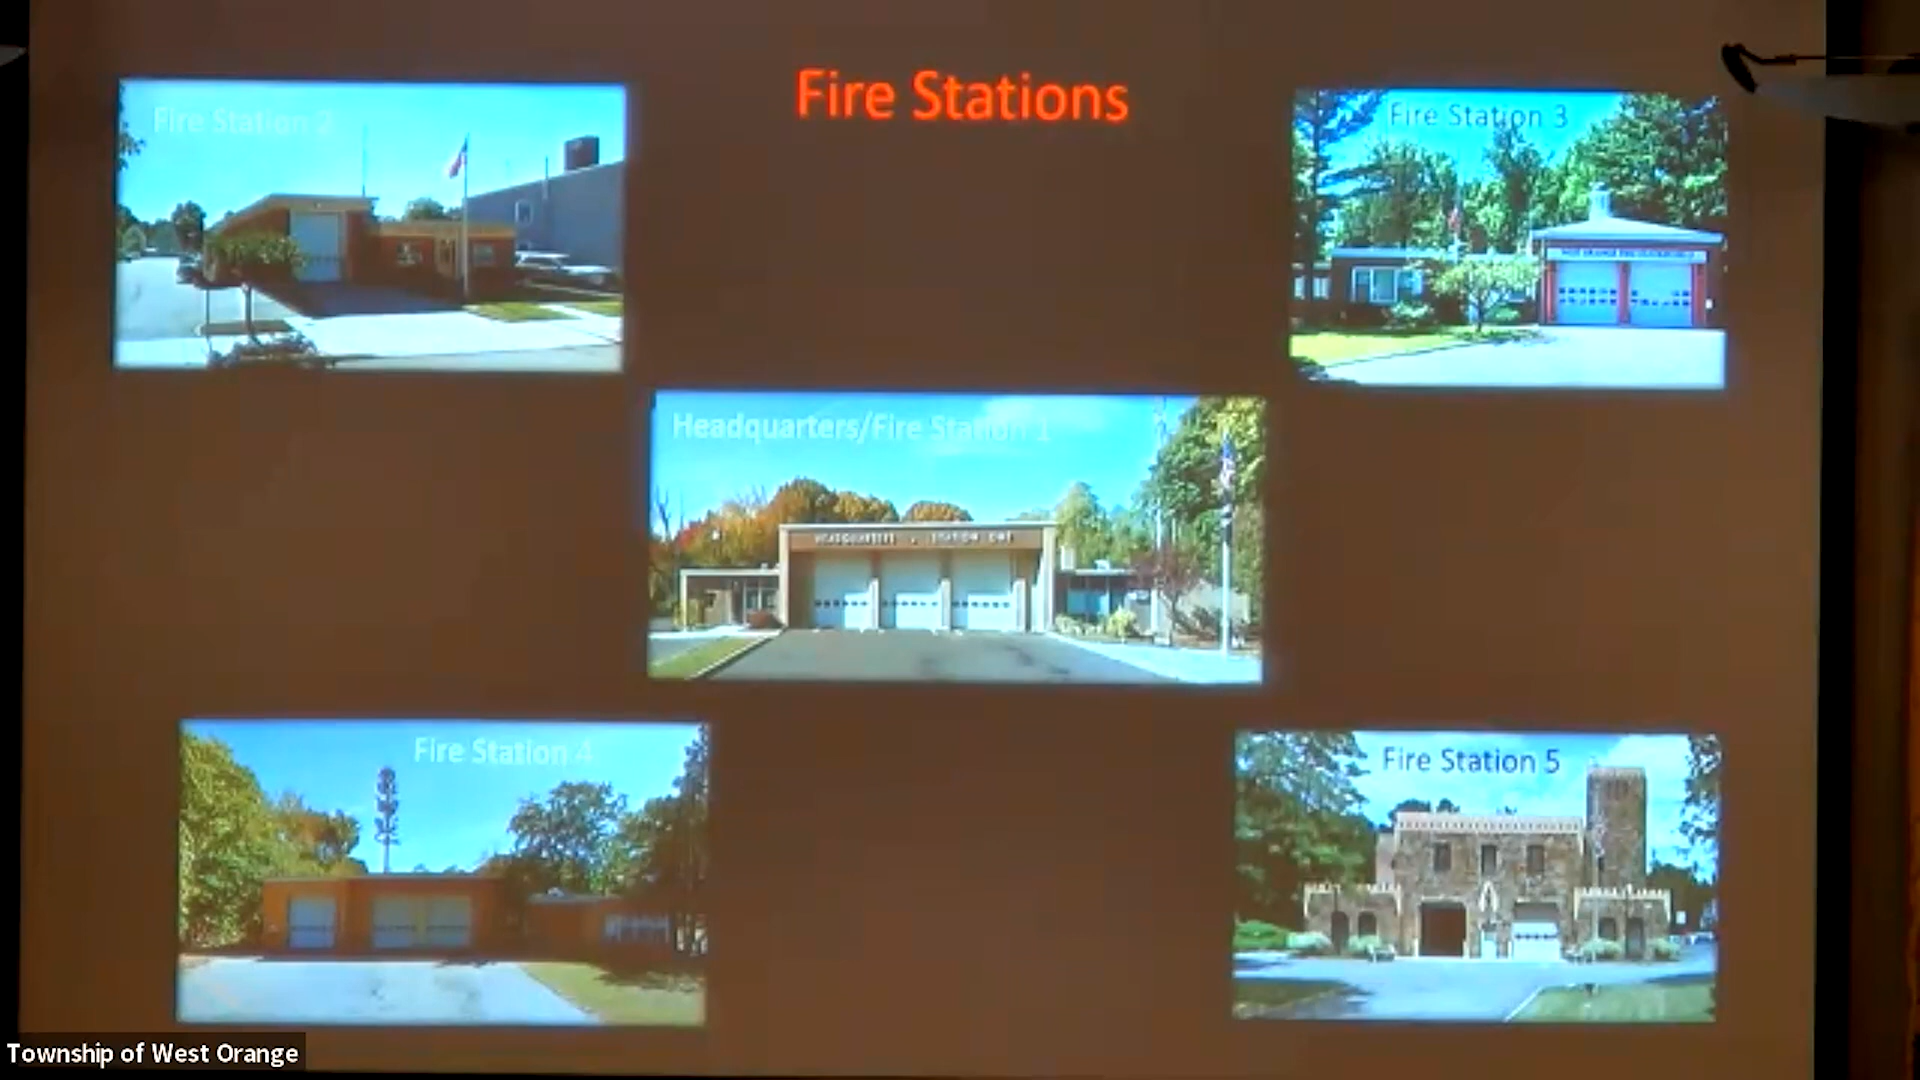 Fire Stations
Fire Station 2
Fire Station 3
Headquarters/Fire Station 1
HEADQUARTERS STATION ONE
Fire Station 4
Fire Station 5
Township of West Orange